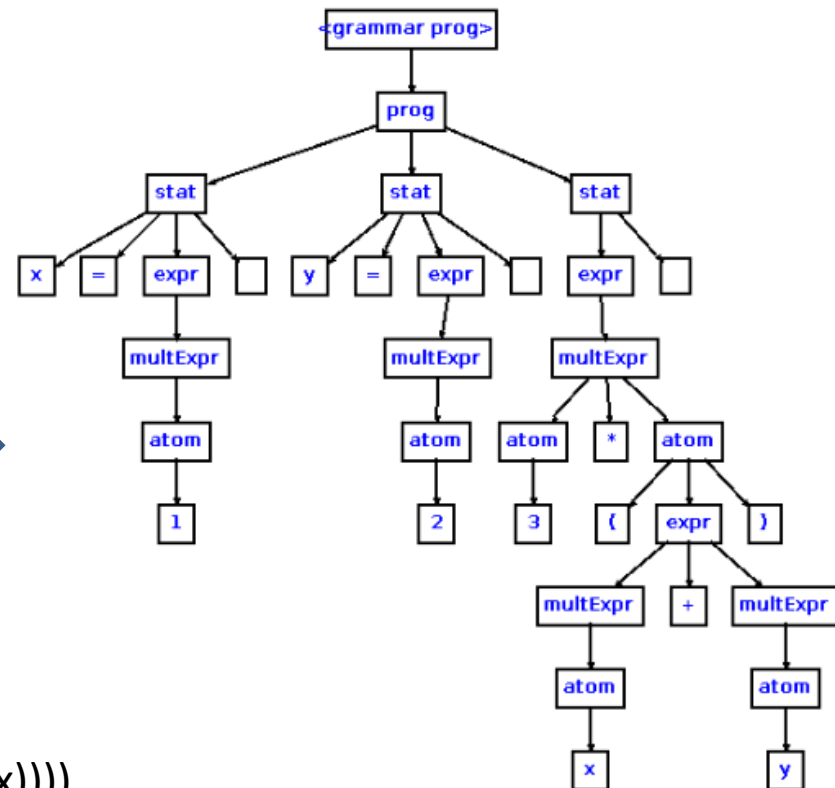 <grammar prog>
prog
stat stat stat
x = expr y = expr expr
multExpr multExpr multExpr
atom atom atom * atom
1 2 3 ( expr )
multExpr + multExpr
atom atom
x y
x))))